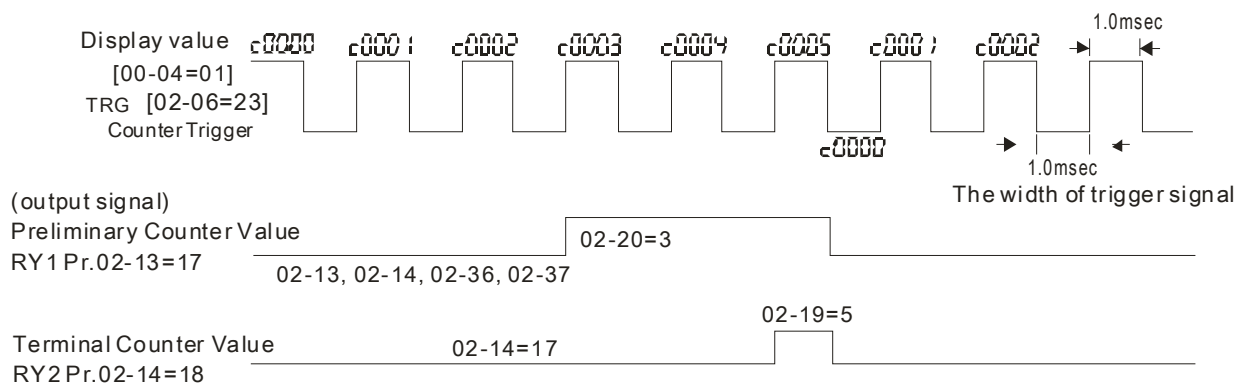 1.0msec
Display value c0000 c0001 c0002 c0003 c0004 c0005 c0001 c0002
[00-04=01]
TRG [02-06=23]
Counter Trigger
c0000
1.0msec
The width of trigger signal
(output signal)
Preliminary Counter Value
02-20=3
RY1 Pr.02-13=17
02-13, 02-14, 02-36, 02-37
02-19=5
Terminal Counter Value
02-14=17
RY2 Pr.02-14=18